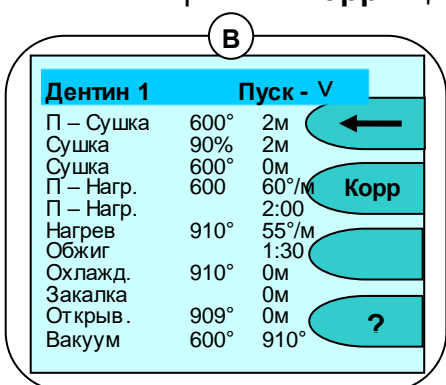 Корр
B
Дентин 1 Пуск - V
П – Сушка 600° 2м
Сушка 90% 2м
Сушка 600° 0м
П – Нагр. 600 60°/м
Корр
П – Нагр. 2:00
Нагрев 910° 55°/м
Обжиг 1:30
Охлажд. 910° 0м
Закалка 0м
Открыв. 909° 0м
?
Вакуум 600° 910°